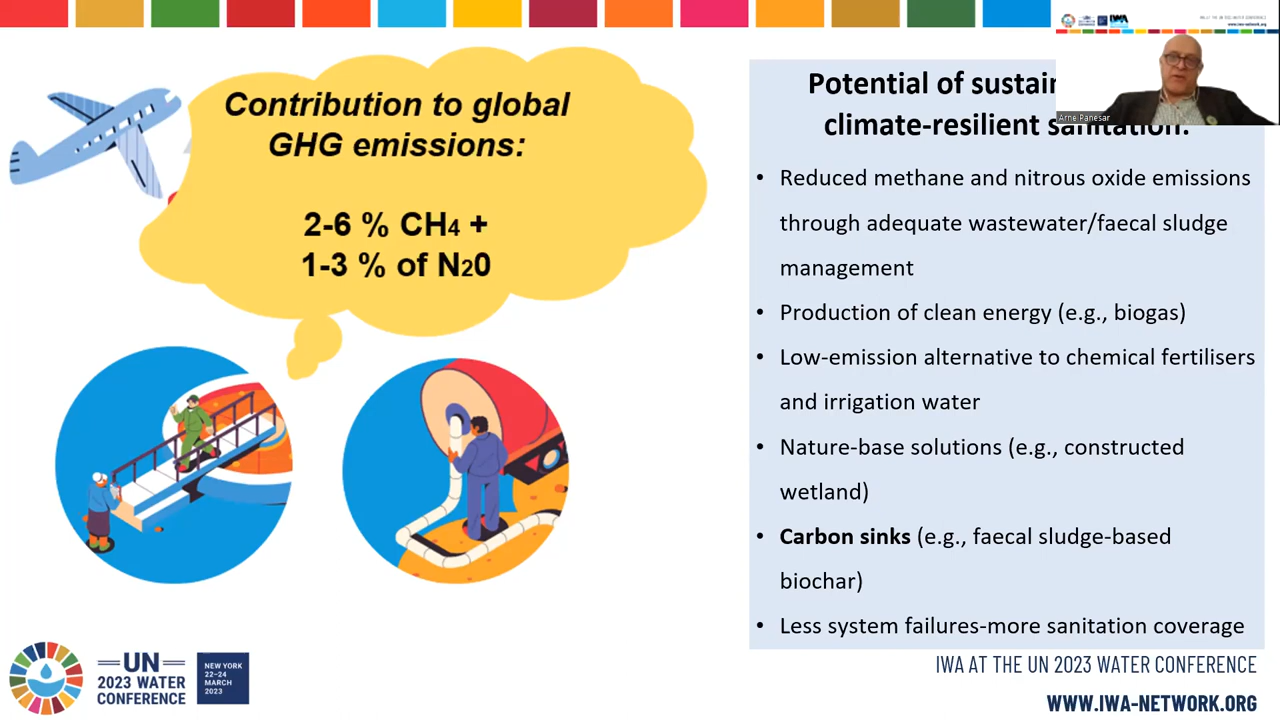 Contribution to global
GHG emissions:
2-6 % CH4 +
1-3 % of N20
Potential of
climate-resilient sanitation:
• Reduced methane and nitrous oxide emissions
through adequate wastewater/faecal sludge
management
• Production of clean energy (e.g., biogas)
• Low-emission alternative to chemical fertilisers
and irrigation water
• Nature-base solutions (e.g., constructed
wetland)
• Carbon sinks (e.g., faecal sludge-based
biochar)
• Less system failures-more sanitation coverage
Arne Panesar
IWA
UN
2023 WATER
CONFERENCE
NEW YORK
22–24
MARCH
2023
IWA AT THE UN 2023 WATER CONFERENCE
WWW.IWA-NETWORK.ORG